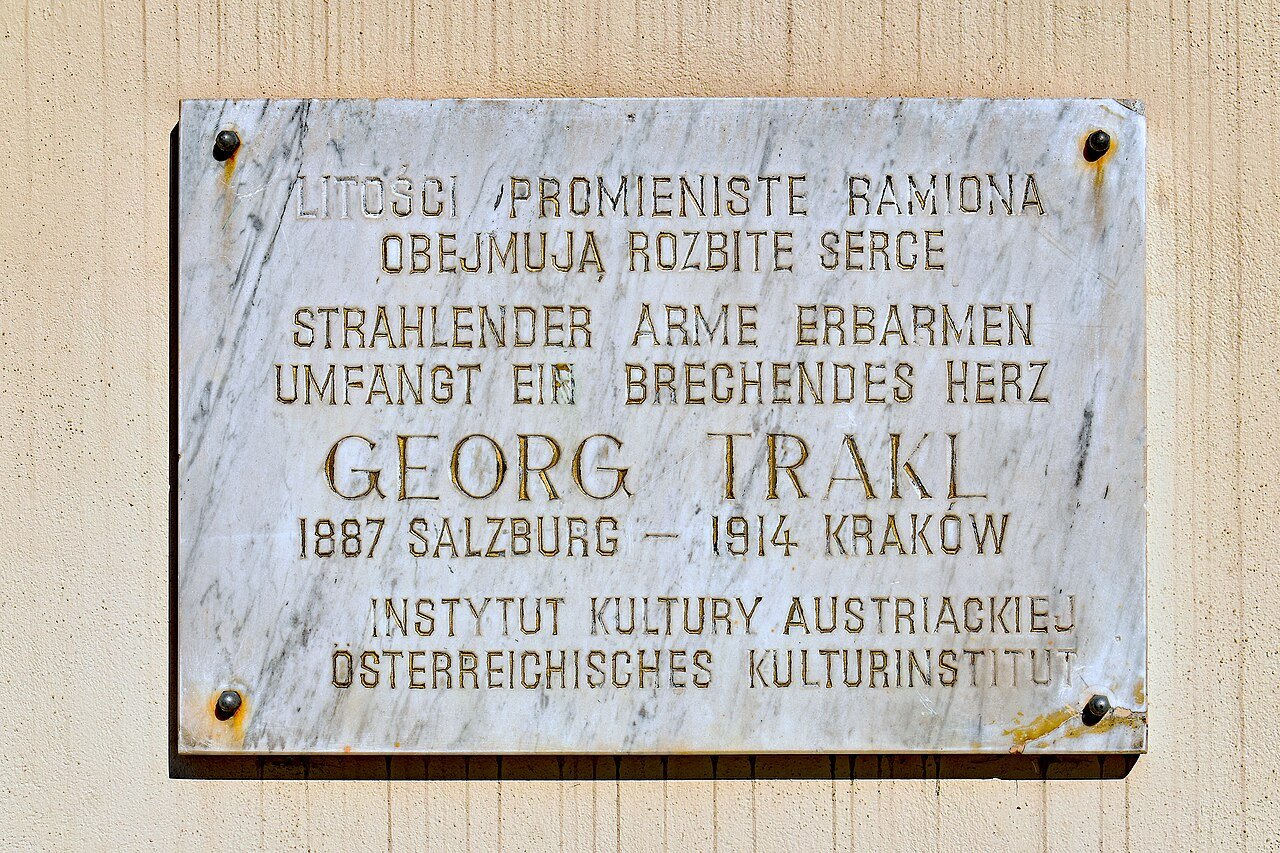 LITOŚCI PROMIENISTE RAMIONA
OBEJMUJĄ ROZBITE SERCE
STRAHLENDER ARME ERBARMEN
UMFANGT EIN BRECHENDES HERZ
GEORG TRAKL
1887 SALZBURG – 1914 KRAKÓW
INSTYTUT KULTURY AUSTRIACKIEJ
ÖSTERREICHISCHES KULTURINSTITUT